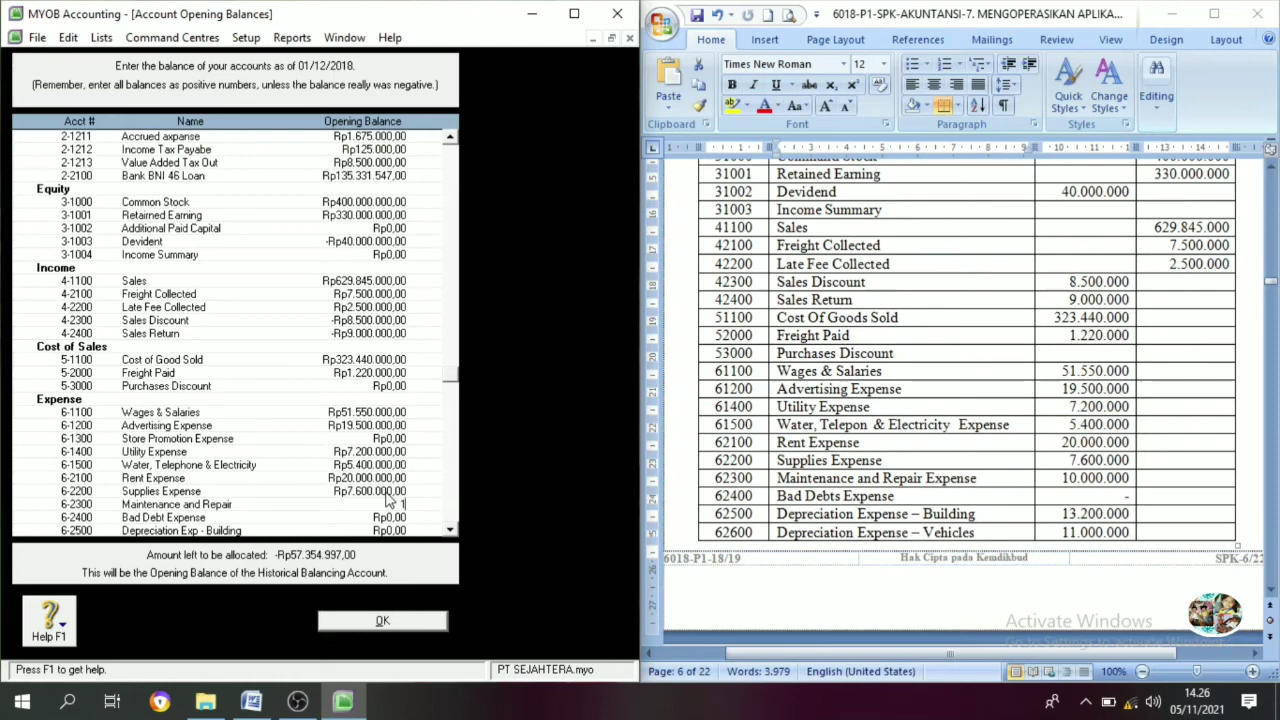 MYOB Accounting - [Account Opening Balances]
File Edit Lists Command Centres Setup Reports Window Help
Enter the balance of your accounts as of 01/12/2018.
(Remember, enter all balances as positive numbers, unless the balance really was negative.)
Acct # Name Opening Balance
2-1211 Accrued axpanse Rp1.675.000,00
2-1212 Income Tax Payabe Rp125.000,00
2-1213 Value Added Tax Out Rp8.500.000,00
2-2100 Bank BNI 46 Loan Rp135.331.547,00
Equity
3-1000 Common Stock Rp400.000.000,00
3-1001 Retairned Earning Rp330.000.000,00
3-1002 Additional Paid Capital Rp0,00
3-1003 Devident -Rp40.000.000,00
3-1004 Income Summary Rp0,00
Income
4-1100 Sales Rp629.845.000,00
4-2100 Freight Collected Rp7.500.000,00
4-2200 Late Fee Collected Rp2.500.000,00
4-2300 Sales Discount -Rp8.500.000,00
4-2400 Sales Return -Rp9.000.000,00
Cost of Sales
5-1100 Cost of Good Sold Rp323.440.000,00
5-2000 Freight Paid Rp1.220.000,00
5-3000 Purchases Discount Rp0,00
Expense
6-1100 Wages & Salaries Rp51.550.000,00
6-1200 Advertising Expense Rp19.500.000,00
6-1300 Store Promotion Expense Rp0,00
6-1400 Utility Expense Rp7.200.000,00
6-1500 Water, Telephone & Electricity Rp5.400.000,00
6-2100 Rent Expense Rp20.000.000,00
6-2200 Supplies Expense Rp7.600.000,00
6-2300 Maintenance and Repair 1
6-2400 Bad Debt Expense Rp0,00
6-2500 Depreciation Exp - Building Rp0,00
Amount left to be allocated: -Rp57.354.997,00
This will be the Opening Balance of the Historical Balancing Account.
Help F1
OK
Press F1 to get help. PT SEJAHTERA.myo
6018-P1-SPK-AKUNTANSI-7. MENGOPERASIKAN APLIKA...
Home Insert Page Layout References Mailings Review View Design Layout
Paste
Times New Roman 12
B I U abc x₂ x²
ab A Aa A A
Quick Styles
Change Styles
Editing
Clipboard Font Paragraph Styles
31001 Retained Earning 330.000.000
31002 Dividend 40.000.000
31003 Income Summary
41100 Sales 629.845.000
42100 Freight Collected 7.500.000
42200 Late Fee Collected 2.500.000
42300 Sales Discount 8.500.000
42400 Sales Return 9.000.000
51100 Cost Of Goods Sold 323.440.000
52000 Freight Paid 1.220.000
53000 Purchases Discount
61100 Wages & Salaries 51.550.000
61200 Advertising Expense 19.500.000
61400 Utility Expense 7.200.000
61500 Water, Telepon & Electricity Expense 5.400.000
62100 Rent Expense 20.000.000
62200 Supplies Expense 7.600.000
62300 Maintenance and Repair Expense 10.000.000
62400 Bad Debts Expense -
62500 Depreciation Expense – Building 13.200.000
62600 Depreciation Expense – Vehicles 11.000.000
6018-P1-18/19 Hak Cipta pada Kemdikbud SPK-6/22
Activate Windows
Go to Settings to activate Windows.
Page: 6 of 22 Words: 3.979 English (United States) 100%
14.26
05/11/2021